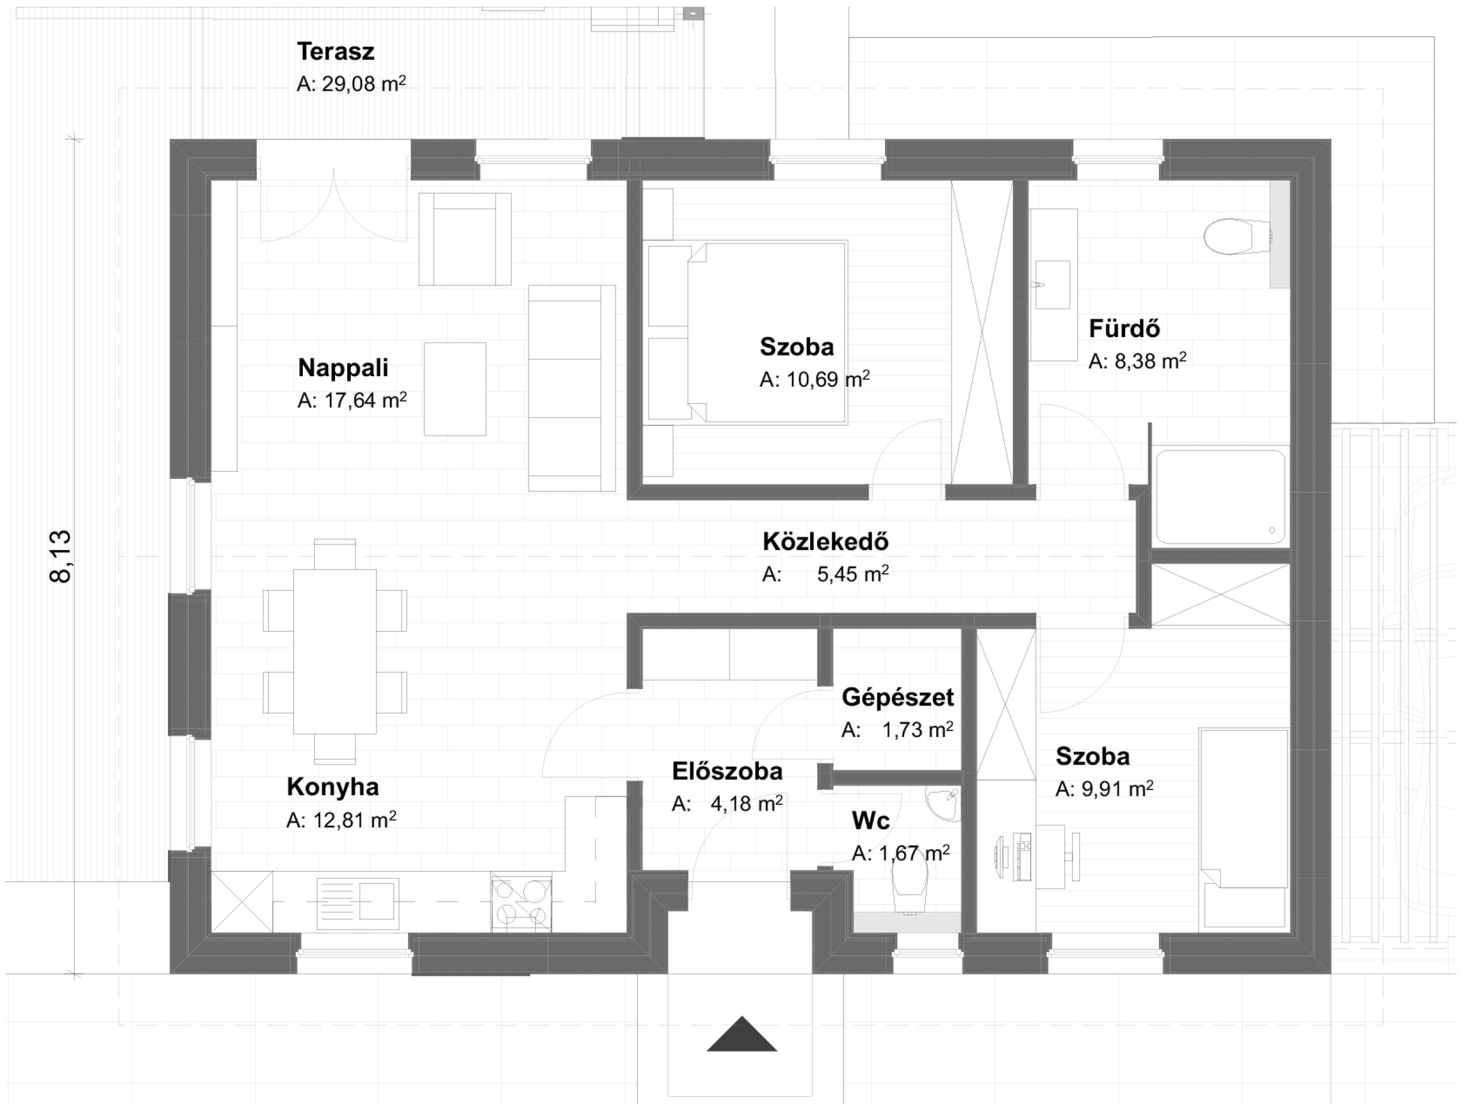 Terasz
A: 29,08 m²
8,13
Nappali
A: 17,64 m²
Szoba
A: 10,69 m²
Fürdő
A: 8,38 m²
Közlekedő
A: 5,45 m²
Gépészet
A: 1,73 m²
Előszoba
A: 4,18 m²
Konyha
A: 12,81 m²
Wc
A: 1,67 m²
Szoba
A: 9,91 m²